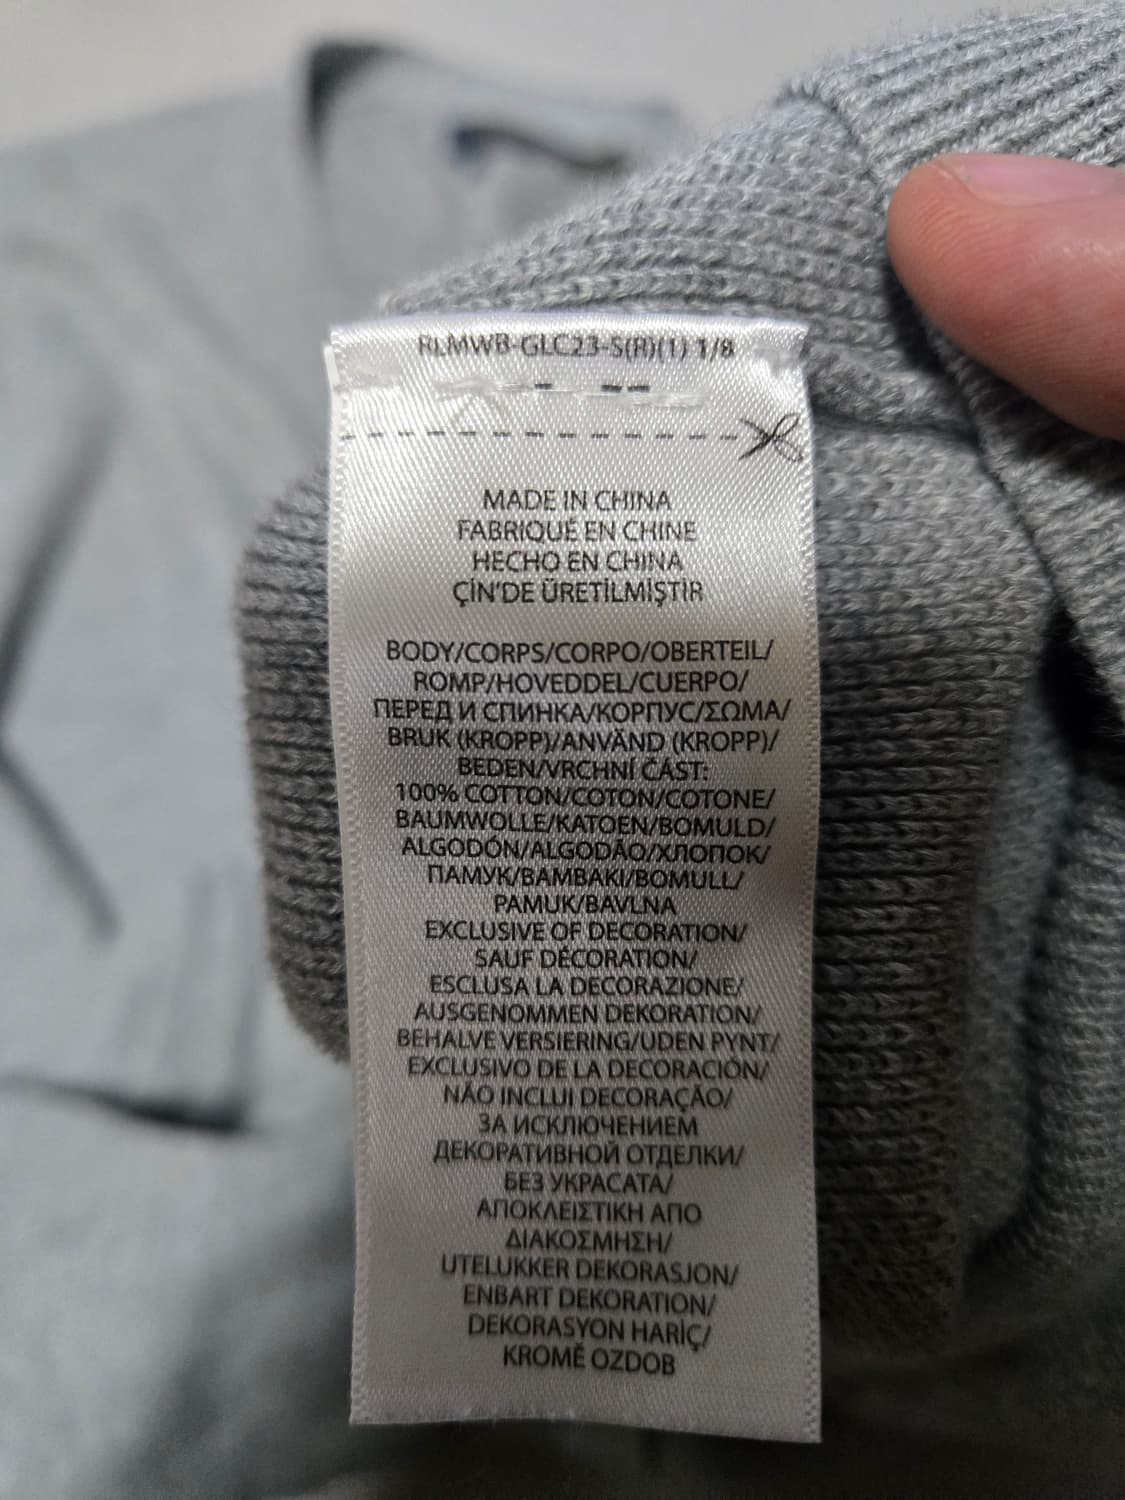 RLMWB-GLC23-S(R)(1) 1/8
MADE IN CHINA
FABRIQUÉ EN CHINE
HECHO EN CHINA
ÇİN'DE ÜRETİLMİŞTİR
BODY/CORPS/CORPO/OBERTEIL/
ROMP/HOVEDDEL/CUERPO/
ПЕРЕД И СПИНКА/КОРПУС/ΣΩΜΑ/
BRUK (KROPP)/ANVÄND (KROPP)/
BEDEN/VRCHNÍ ČÁST:
100% COTTON/COTON/COTONE/
BAUMWOLLE/KATOEN/BOMULD/
ALGODÓN/ALGODÃO/ХЛОПОК/
ПАМУК/ΒΑΜΒΑΚΙ/BOMULL/
PAMUK/BAVLNA
EXCLUSIVE OF DECORATION/
SAUF DÉCORATION/
ESCLUSA LA DECORAZIONE/
AUSGENOMMEN DEKORATION/
BEHALVE VERSIERING/UDEN PYNT/
EXCLUSIVO DE LA DECORACIÓN/
NÃO INCLUI DECORAÇÃO/
ЗА ИСКЛЮЧЕНИЕМ
ДЕКОРАТИВНОЙ ОТДЕЛКИ/
БЕЗ УКРАСАТА/
ΑΠΟΚΛΕΙΣΤΙΚΗ ΑΠΟ
ΔΙΑΚΟΣΜΗΣΗ/
UTELUKKER DEKORASJON/
ENBART DEKORATION/
DEKORASYON HARİÇ/
KROMĚ OZDOB